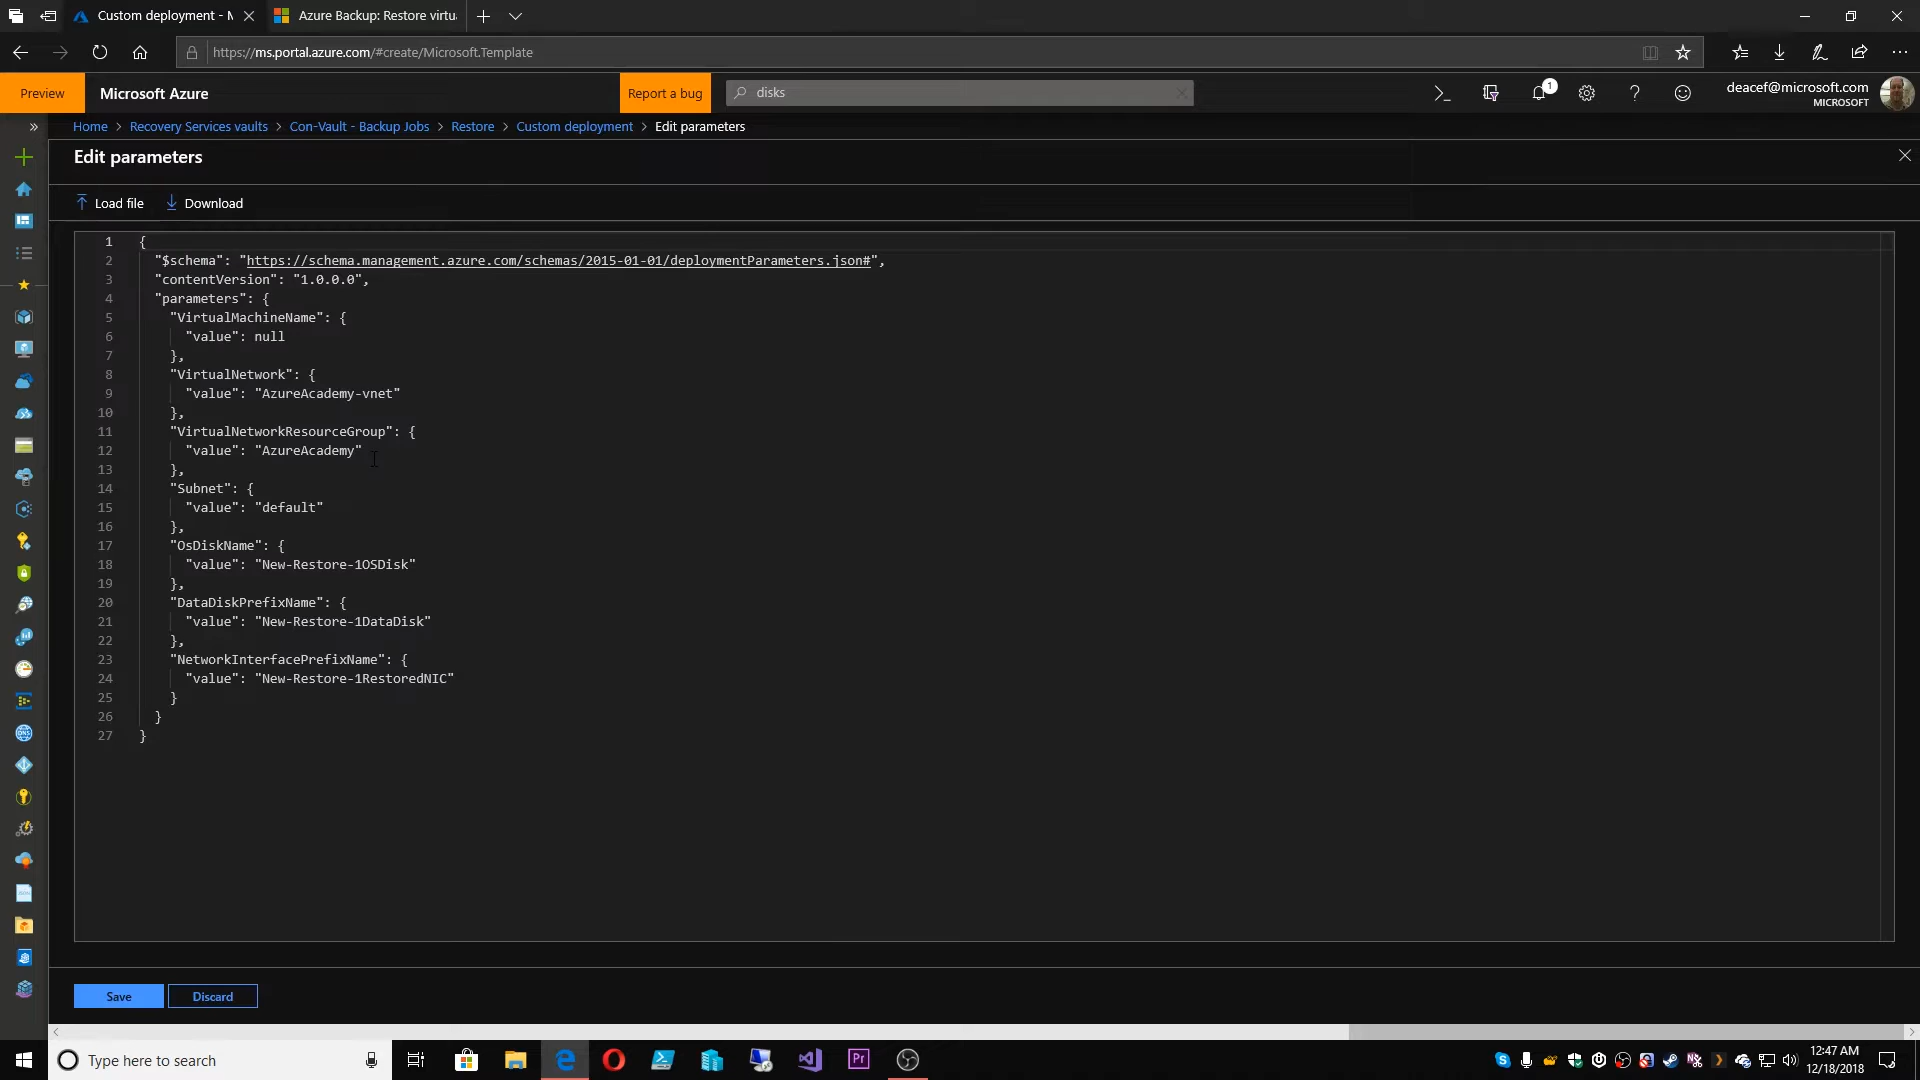 Custom deployment - M
Azure Backup: Restore virtu
https://ms.portal.azure.com/#create/Microsoft.Template
Preview
Microsoft Azure
Report a bug
disks
1
deacef@microsoft.com
MICROSOFT
Home > Recovery Services vaults > Con-Vault - Backup Jobs > Restore > Custom deployment > Edit parameters
Edit parameters
Load file
Download
1 {
2 "$schema": "https://schema.management.azure.com/schemas/2015-01-01/deploymentParameters.json#",
3 "contentVersion": "1.0.0.0",
4 "parameters": {
5 "VirtualMachineName": {
6 "value": null
7 },
8 "VirtualNetwork": {
9 "value": "AzureAcademy-vnet"
10 },
11 "VirtualNetworkResourceGroup": {
12 "value": "AzureAcademy"
13 },
14 "Subnet": {
15 "value": "default"
16 },
17 "OsDiskName": {
18 "value": "New-Restore-1OSDisk"
19 },
20 "DataDiskPrefixName": {
21 "value": "New-Restore-1DataDisk"
22 },
23 "NetworkInterfacePrefixName": {
24 "value": "New-Restore-1RestoredNIC"
25 }
26 }
27 }
Save
Discard
Type here to search
Pr
12:47 AM
12/18/2018